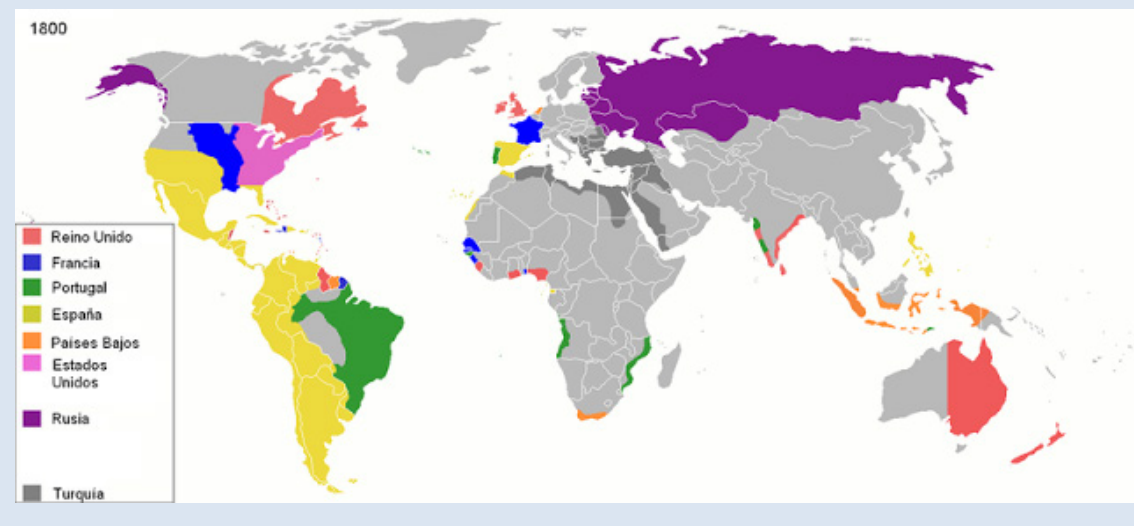 1800
Reino Unido
Francia
Portugal
España
Países Bajos
Estados
Unidos
Rusia
Turquía